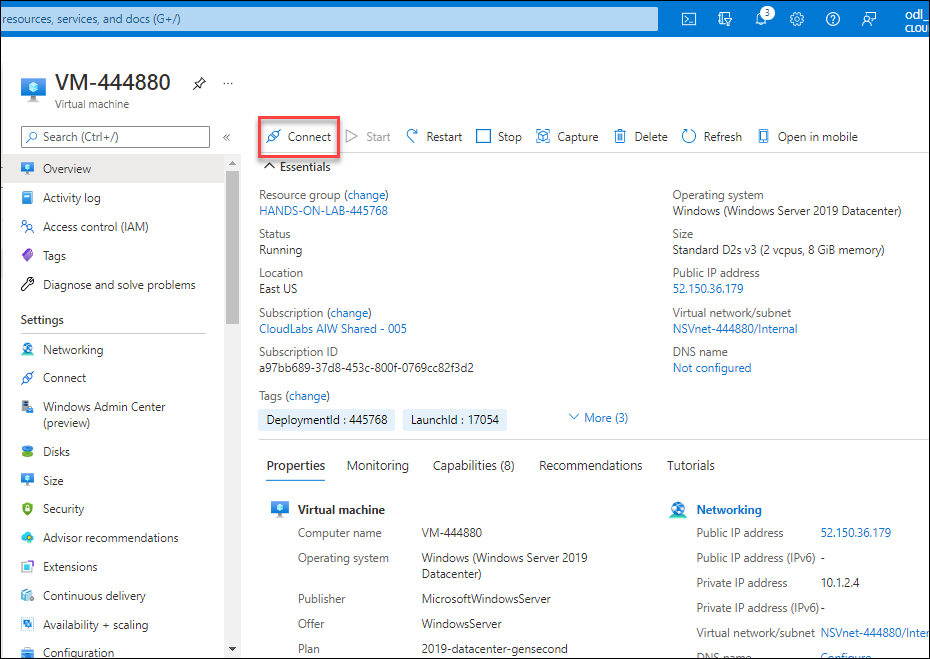 resources, services, and docs (G+/)
3
odl_
CLOU
VM-444880
...
Virtual machine
Search (Ctrl+/)
«
Connect
Start
Restart
Stop
Capture
Delete
Refresh
Open in mobile
Overview
Activity log
Access control (IAM)
Tags
Diagnose and solve problems
Settings
Networking
Connect
Windows Admin Center
(preview)
Disks
Size
Security
Advisor recommendations
Extensions
Continuous delivery
Availability + scaling
Configuration
Essentials
Resource group (change)
HANDS-ON-LAB-445768
Status
Running
Location
East US
Subscription (change)
CloudLabs AIW Shared - 005
Subscription ID
a97bb689-37d8-453c-800f-0769cc82f3d2
Operating system
Windows (Windows Server 2019 Datacenter)
Size
Standard D2s v3 (2 vcpus, 8 GiB memory)
Public IP address
52.150.36.179
Virtual network/subnet
NSVnet-444880/Internal
DNS name
Not configured
Tags (change)
DeploymentId : 445768
LaunchId : 17054
More (3)
Properties
Monitoring
Capabilities (8)
Recommendations
Tutorials
Virtual machine
Computer name VM-444880
Operating system Windows (Windows Server 2019
Datacenter)
Publisher MicrosoftWindowsServer
Offer WindowsServer
Plan 2019-datacenter-gensecond
Networking
Public IP address 52.150.36.179
Public IP address (IPv6) -
Private IP address 10.1.2.4
Private IP address (IPv6) -
Virtual network/subnet NSVnet-444880/Inter
DNS name Configure